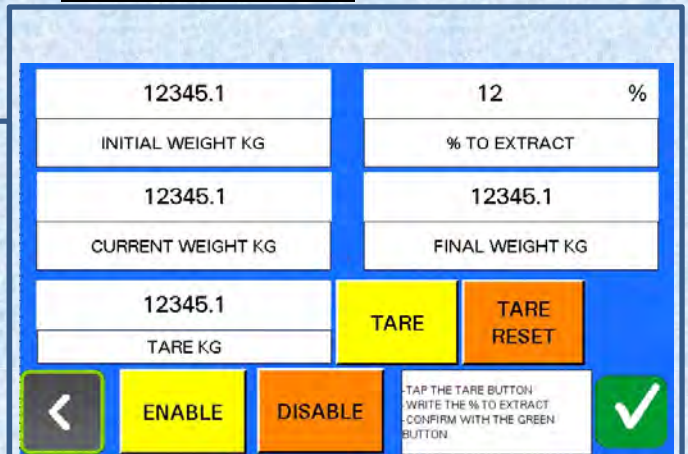 12345.1
12 %
INITIAL WEIGHT KG
% TO EXTRACT
12345.1
12345.1
CURRENT WEIGHT KG
FINAL WEIGHT KG
12345.1
TARE KG
TARE
TARE
RESET
ENABLE
DISABLE
-TAP THE TARE BUTTON
-WRITE THE % TO EXTRACT
-CONFIRM WITH THE GREEN
BUTTON